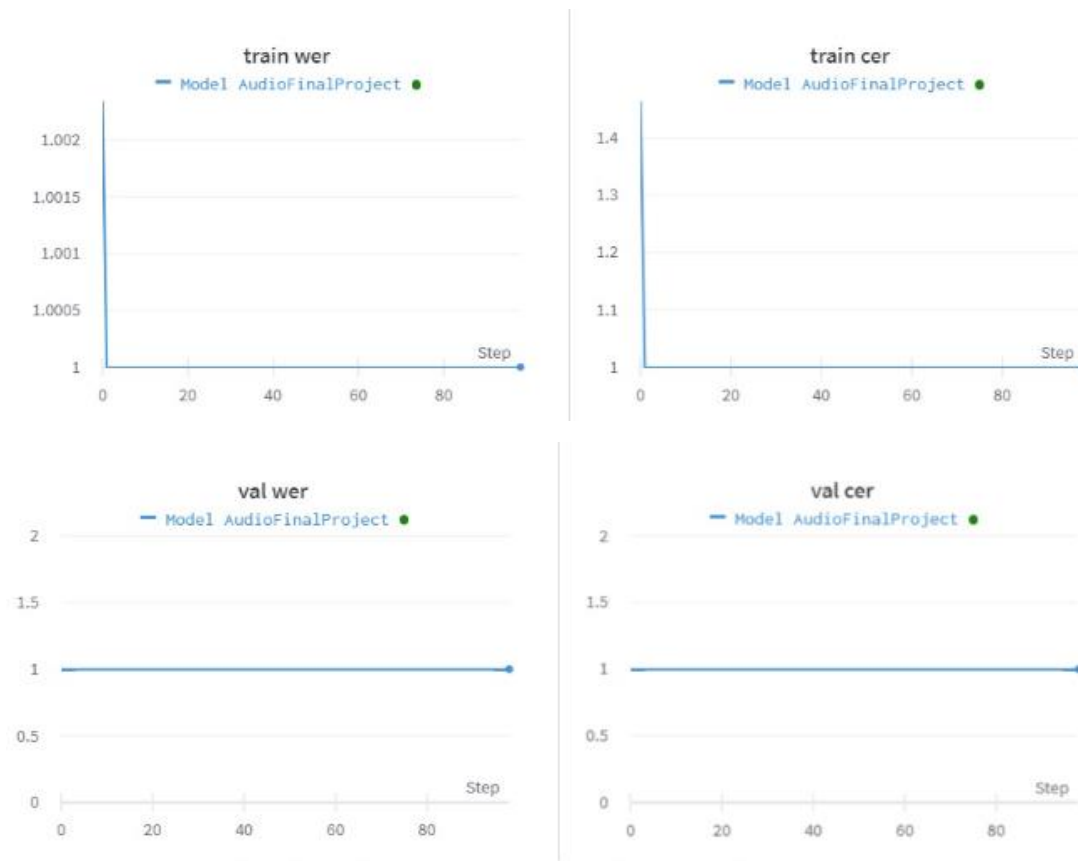 train wer
Model AudioFinalProject
1.002
1.0015
1.001
1.0005
1
Step
0 20 40 60 80
train cer
Model AudioFinalProject
1.4
1.3
1.2
1.1
1
Step
0 20 40 60 80
val wer
Model AudioFinalProject
2
1.5
1
0.5
0
Step
0 20 40 60 80
val cer
Model AudioFinalProject
2
1.5
1
0.5
0
Step
0 20 40 60 80